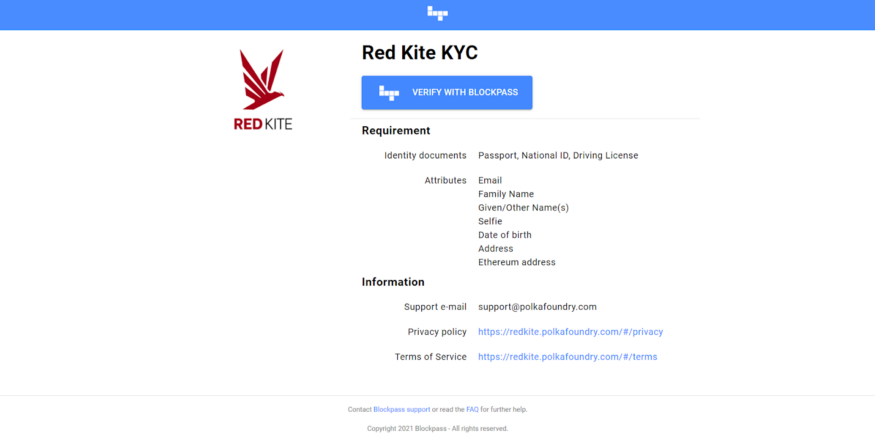 Red Kite KYC
REDKITE
VERIFY WITH BLOCKPASS
Requirement
Identity documents Passport, National ID, Driving License
Attributes Email
Family Name
Given/Other Name(s)
Selfie
Date of birth
Address
Ethereum address
Information
Support e-mail support@polkafoundry.com
Privacy policy https://redkite.polkafoundry.com/#/privacy
Terms of Service https://redkite.polkafoundry.com/#/terms
Contact Blockpass support or read the FAQ for further help.
Copyright 2021 Blockpass - All rights reserved.